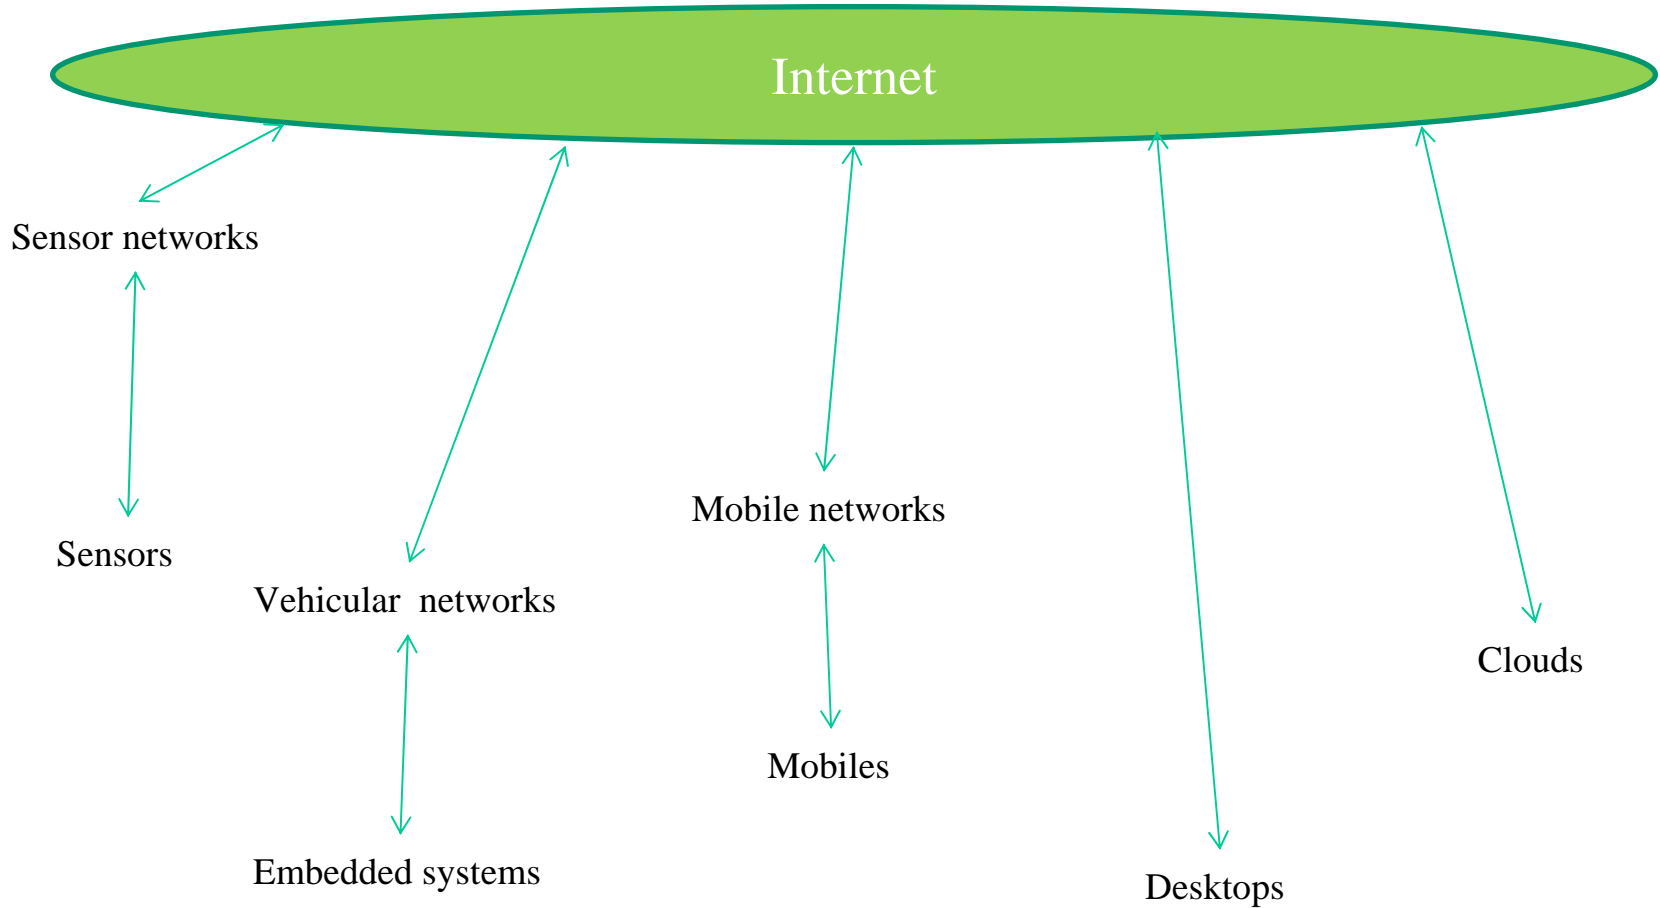 Internet
Sensor networks
Mobile networks
Sensors
Vehicular  networks
Clouds
Mobiles
Embedded systems
Desktops